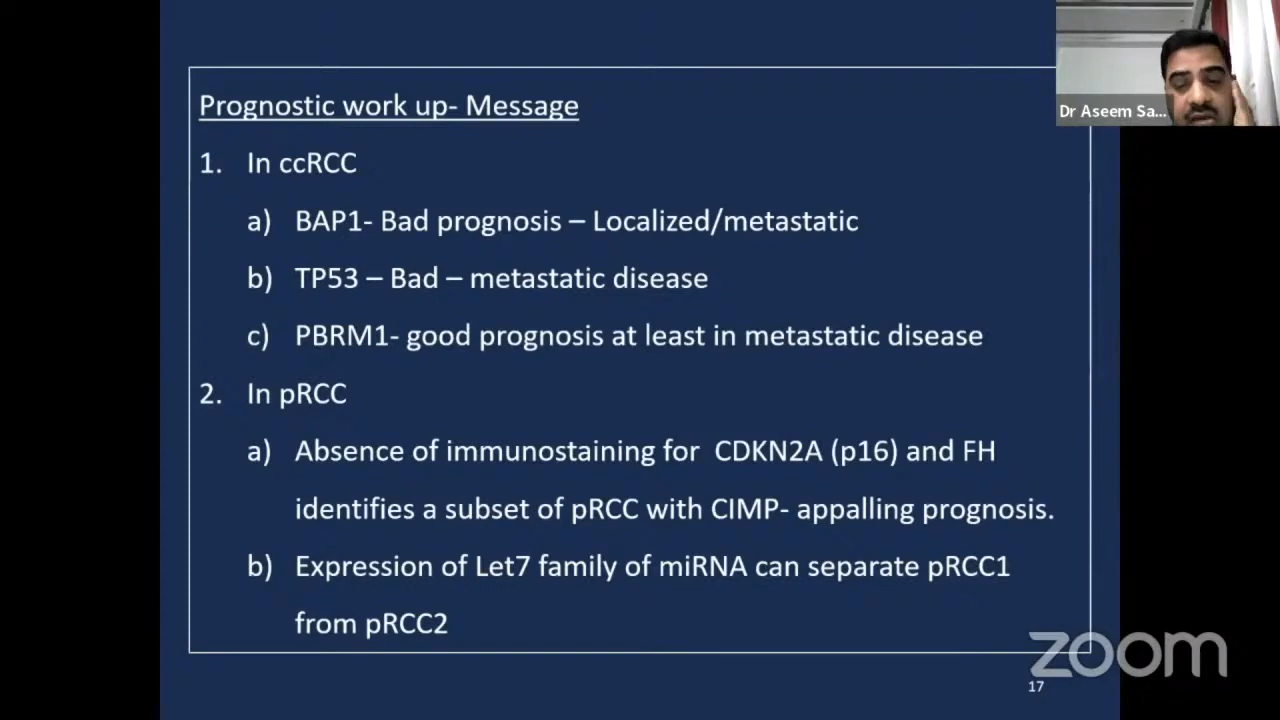 Prognostic work up- Message
1. In ccRCC
a) BAP1- Bad prognosis – Localized/metastatic
b) TP53 – Bad – metastatic disease
c) PBRM1- good prognosis at least in metastatic disease
2. In pRCC
a) Absence of immunostaining for CDKN2A (p16) and FH
identifies a subset of pRCC with CIMP- appalling prognosis.
b) Expression of Let7 family of miRNA can separate pRCC1
from pRCC2
Dr Aseem Sa...
zoom
17